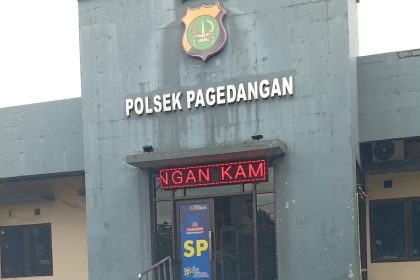 POLSEK PAGEDANGAN
NGAN KAM
SP